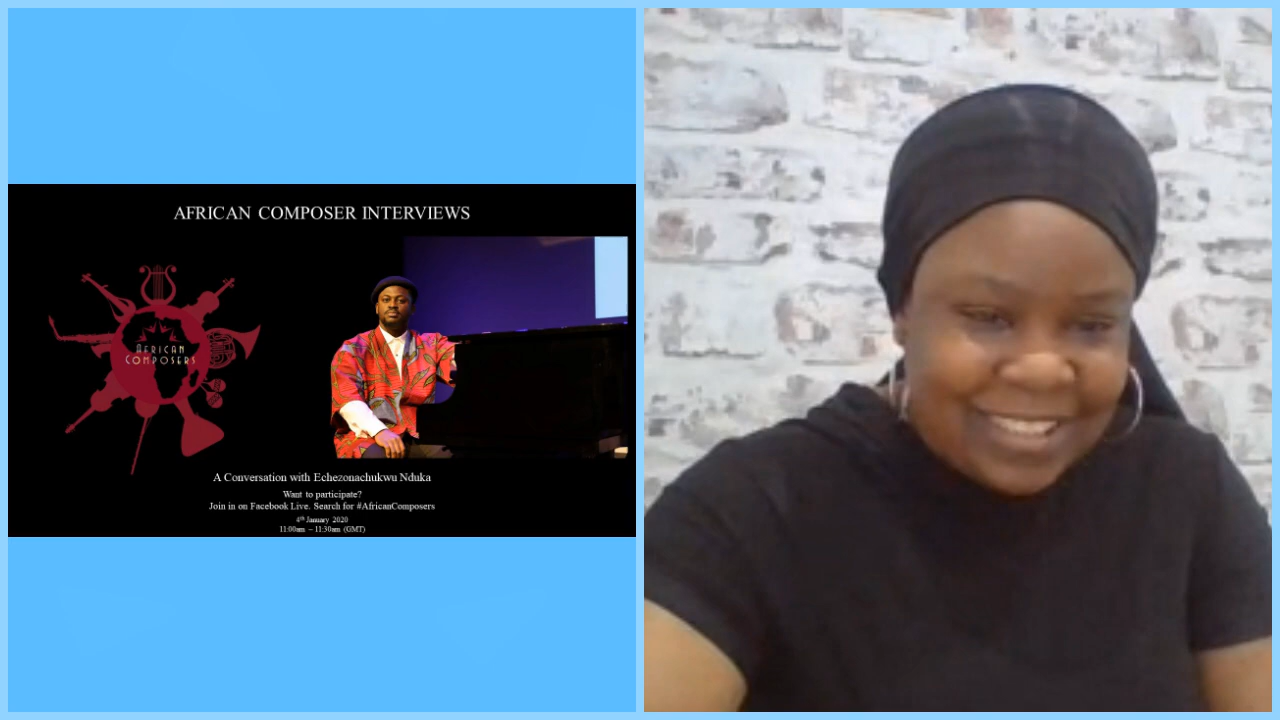 AFRICAN COMPOSER INTERVIEWS
AFRICAN
COMPOSERS
A Conversation with Echezonachukwu Nduka
Want to participate?
Join in on Facebook Live. Search for #AfricanComposers
4th January 2020
11:00am – 11:30am (GMT)